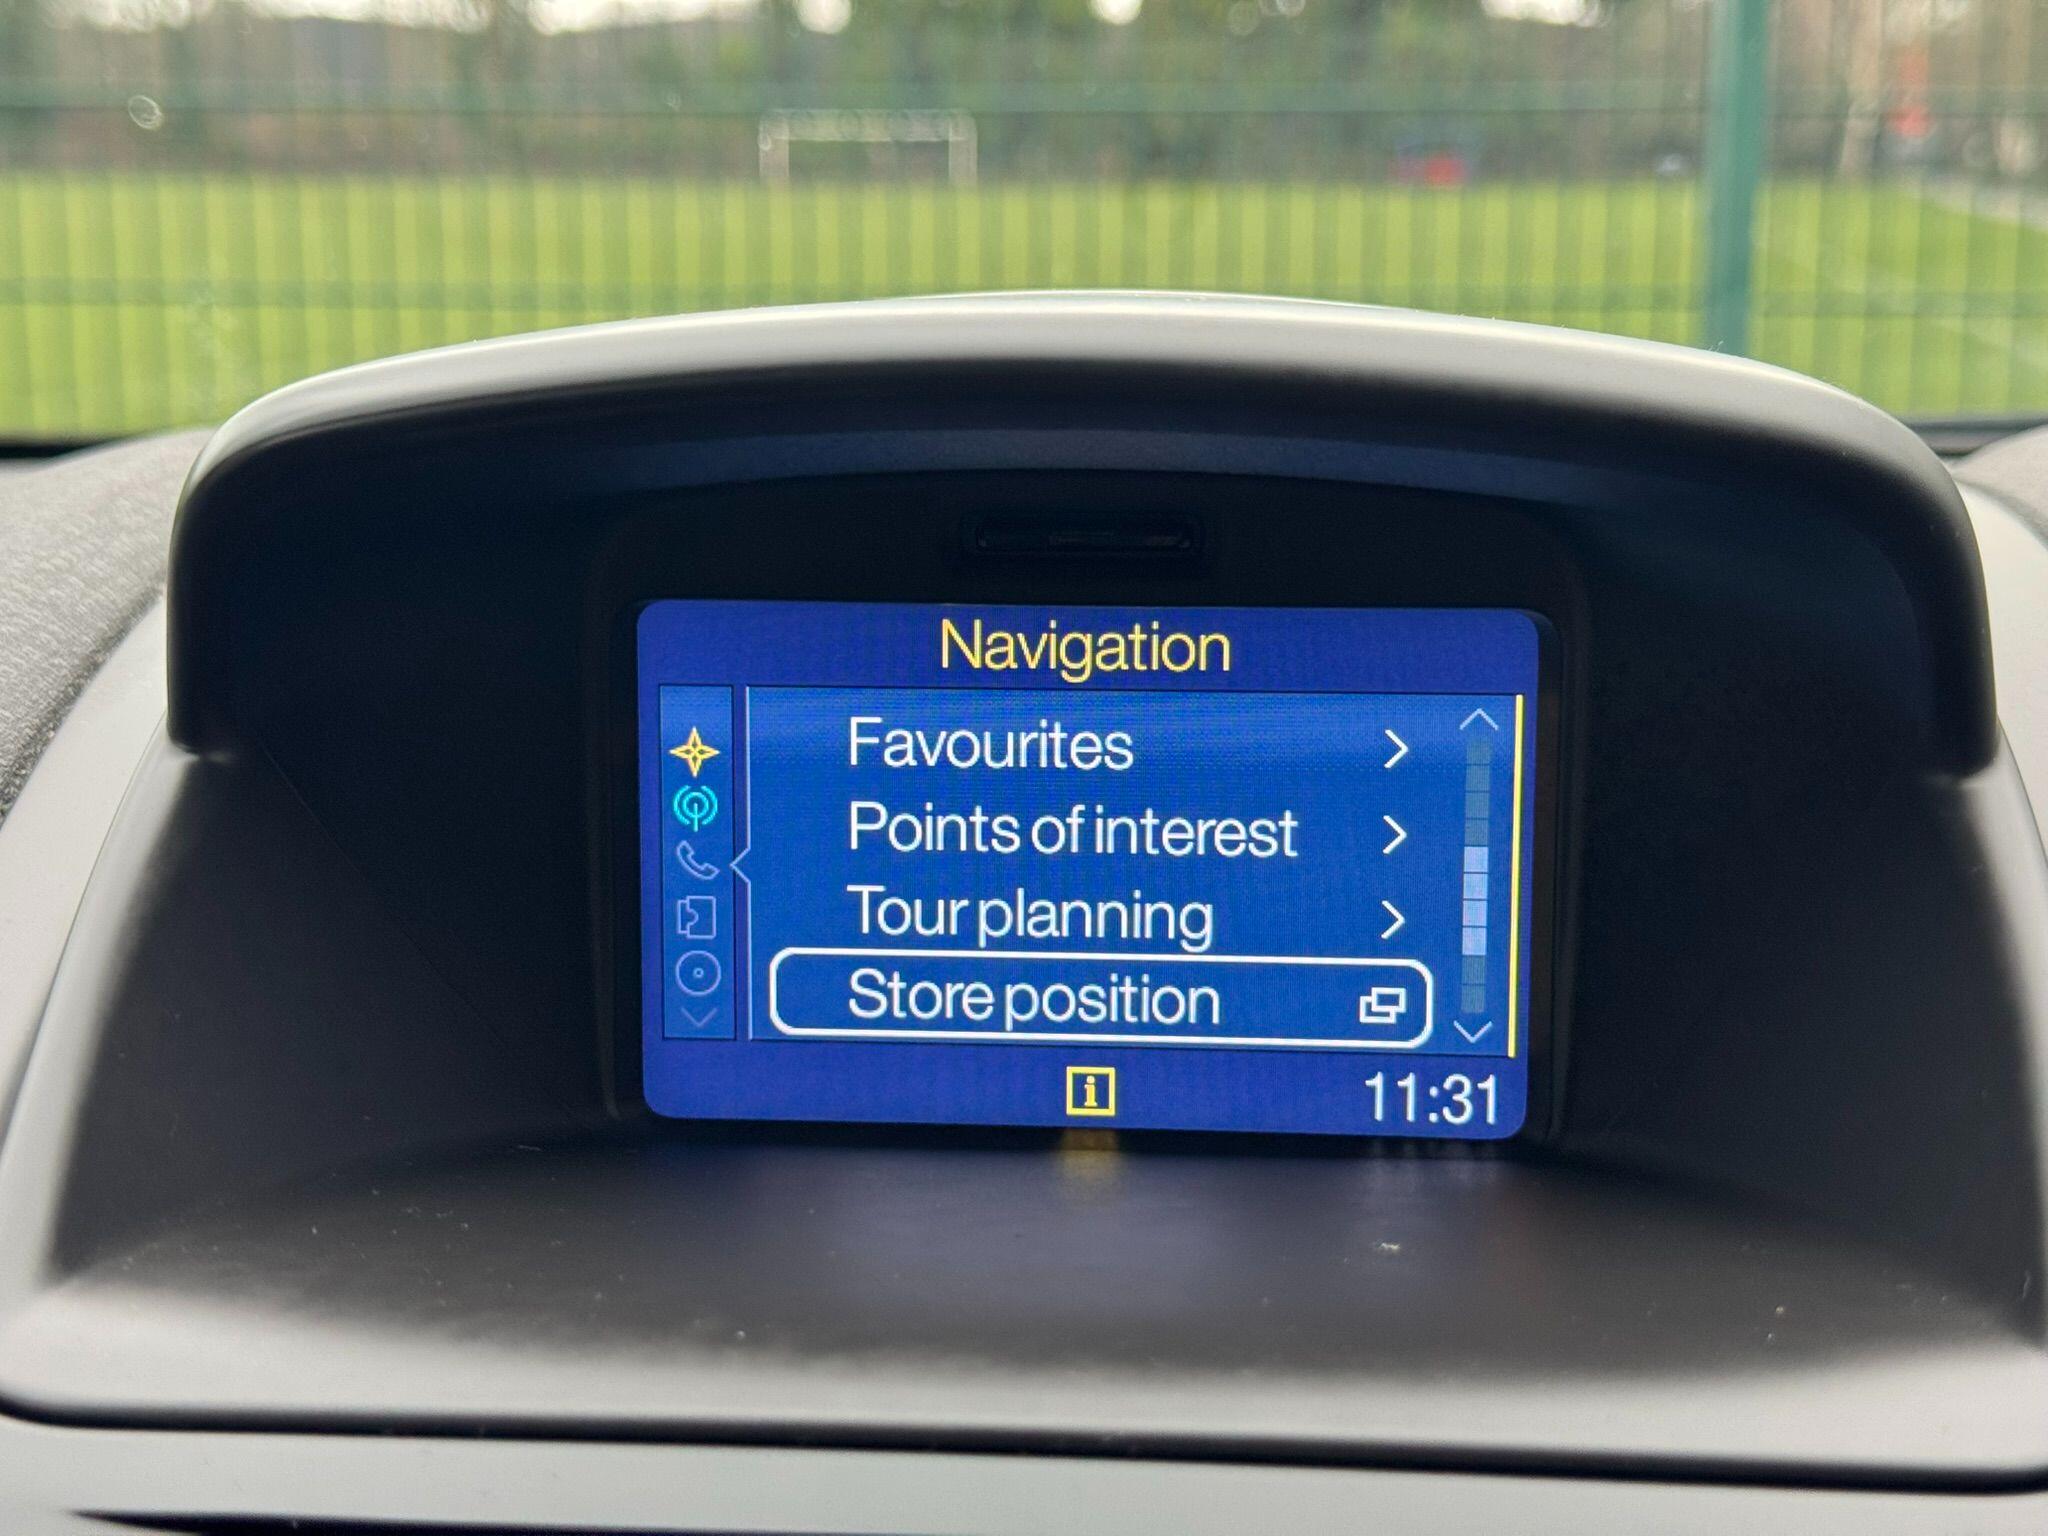 Navigation
Favourites
Points of interest
Tour planning
Store position
i 11:31